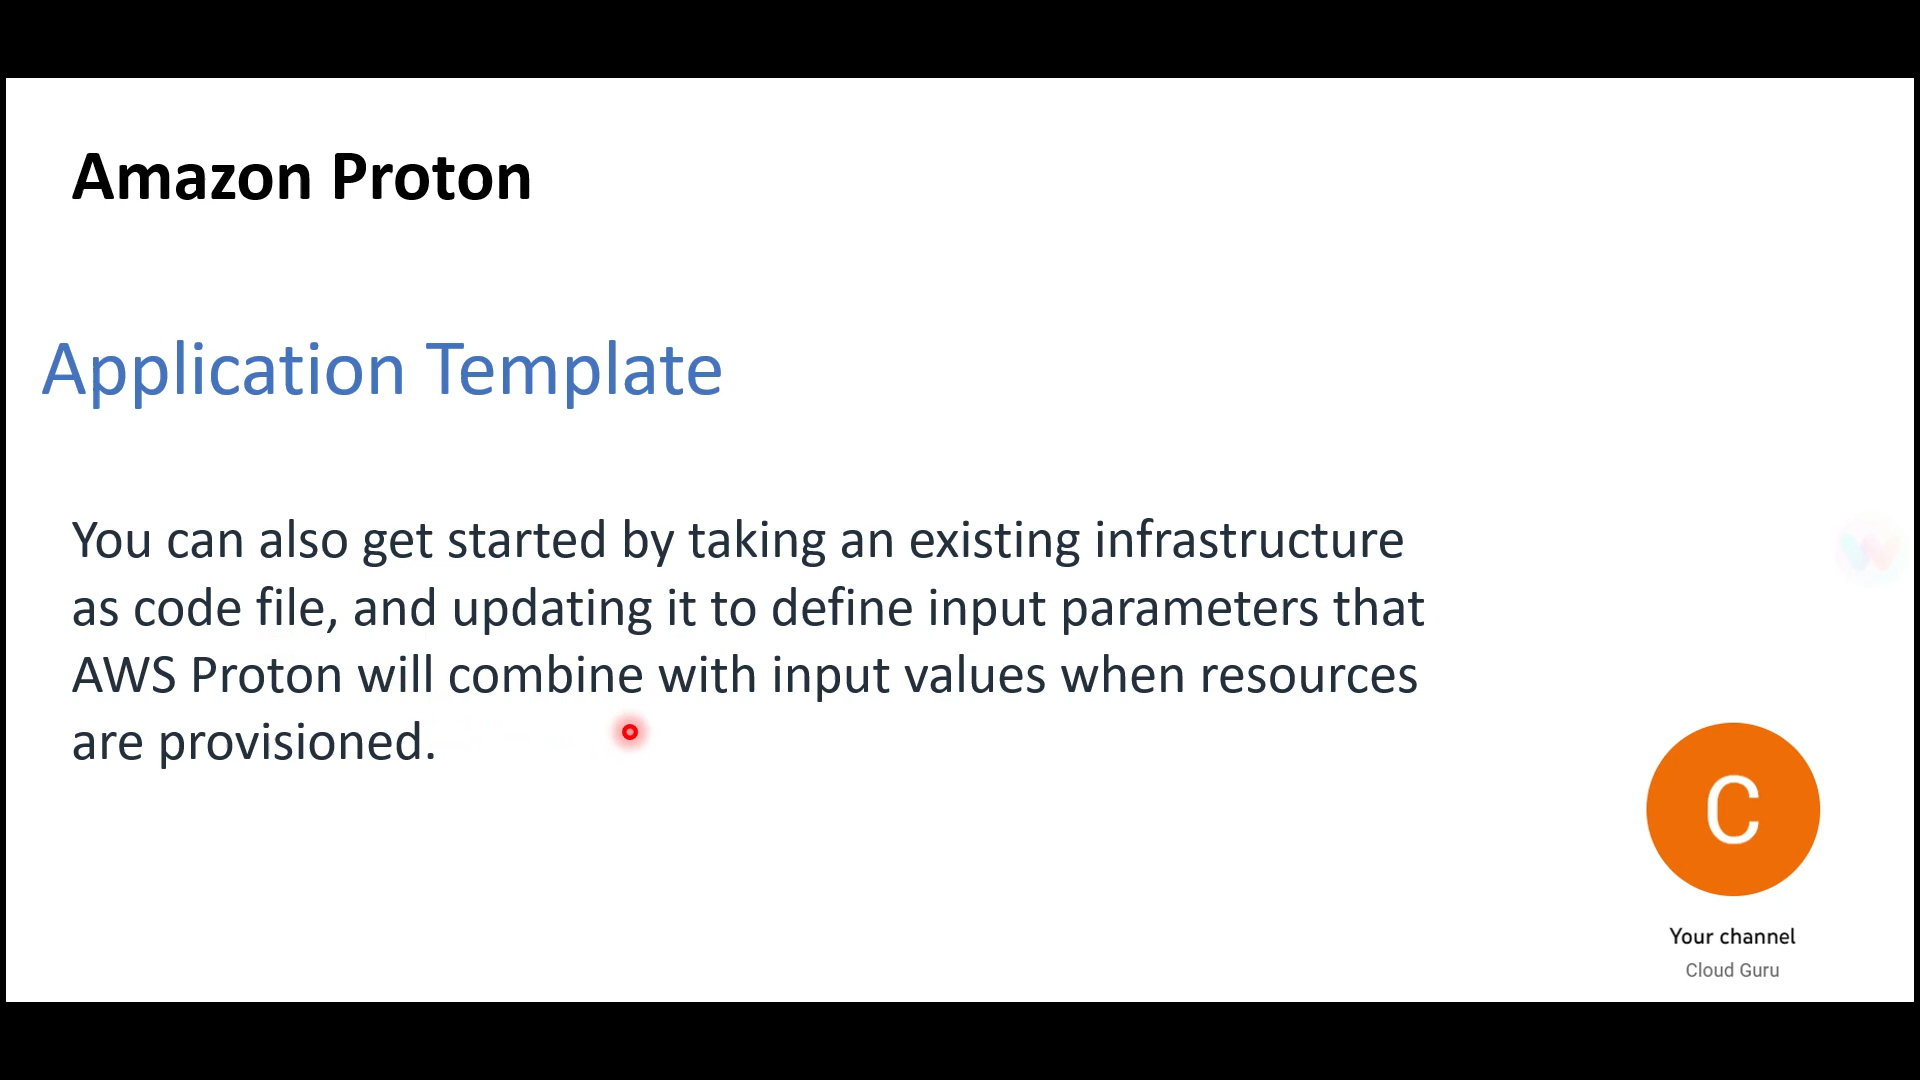 Amazon Proton
Application Template
You can also get started by taking an existing infrastructure
as code file, and updating it to define input parameters that
AWS Proton will combine with input values when resources
are provisioned.
C
Your channel
Cloud Guru